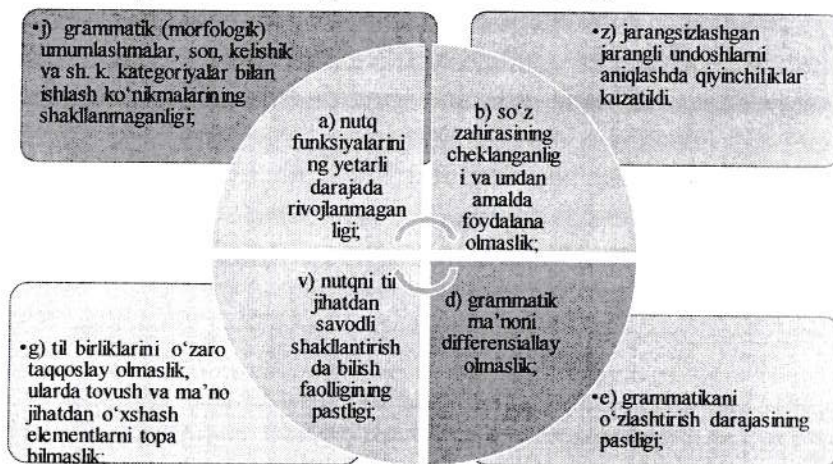 •j) grammatik (morfologik)
umumlashmalar, son, kelishik
va sh. k. kategoriyalar bilan
ishlash ko‘nikmalarining
shakllanmaganligi;
•z) jarangsizlashgan
jarangli undoshlarni
aniqlashda qiyinchiliklar
kuzatildi.
a) nutq
funksiyalarini
ng yetarli
darajada
rivojlanmagan
ligi;
b) so‘z
zahirasining
cheklanganlig
i va undan
amalda
foydalana
olmaslik;
v) nutqni til
jihatdan
savodli
shakllantirish
da bilish
faolligining
pastligi;
d) grammatik
ma’noni
differensiallay
olmaslik;
•g) til birliklarini o‘zaro
taqqoslay olmaslik,
ularda tovush va ma’no
jihatdan o‘xshash
elementlarni topa
bilmaslik;
•e) grammatikani
o‘zlashtirish darajasining
pastligi;